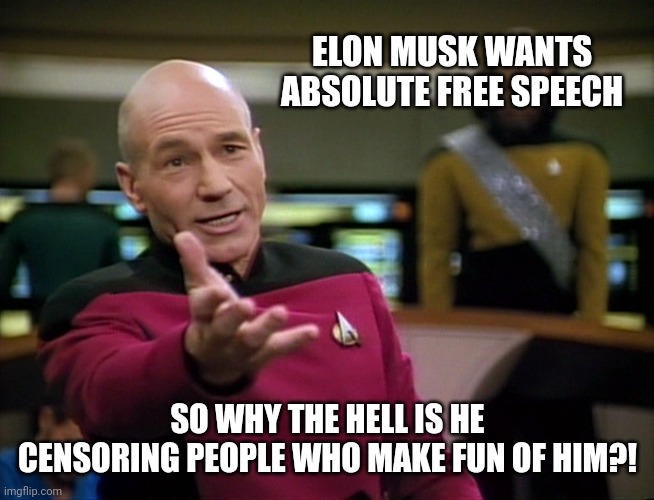 ELON MUSK WANTS
ABSOLUTE FREE SPEECH
SO WHY THE HELL IS HE
CENSORING PEOPLE WHO MAKE FUN OF HIM?!
imgflip.com